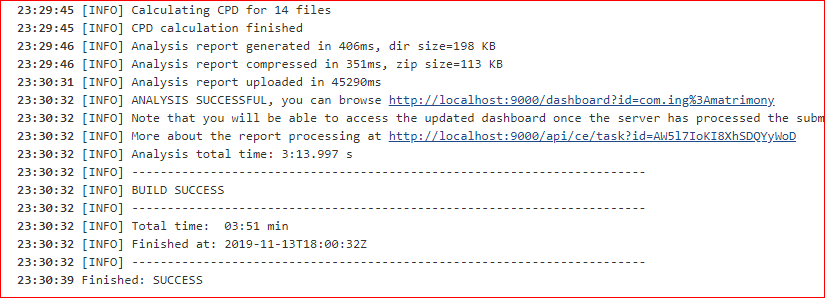 23:29:45 [INFO] Calculating CPD for 14 files
23:29:45 [INFO] CPD calculation finished
23:29:46 [INFO] Analysis report generated in 406ms, dir size=198 KB
23:29:46 [INFO] Analysis report compressed in 351ms, zip size=113 KB
23:30:31 [INFO] Analysis report uploaded in 45290ms
23:30:32 [INFO] ANALYSIS SUCCESSFUL, you can browse http://localhost:9000/dashboard?id=com.ing%3Amatrimony
23:30:32 [INFO] Note that you will be able to access the updated dashboard once the server has processed the subm
23:30:32 [INFO] More about the report processing at http://localhost:9000/api/ce/task?id=AW5l7IoKI8XhSDQYyWoD
23:30:32 [INFO] Analysis total time: 3:13.997 s
23:30:32 [INFO] ------------------------------------------------------------------------
23:30:32 [INFO] BUILD SUCCESS
23:30:32 [INFO] ------------------------------------------------------------------------
23:30:32 [INFO] Total time:  03:51 min
23:30:32 [INFO] Finished at: 2019-11-13T18:00:32Z
23:30:32 [INFO] ------------------------------------------------------------------------
23:30:39 Finished: SUCCESS